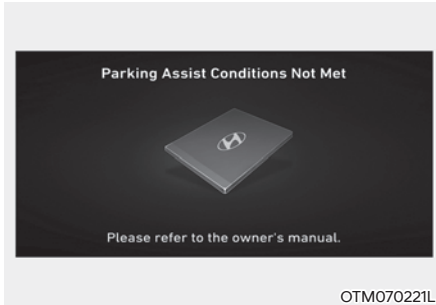 Parking Assist Conditions Not Met
Please refer to the owner's manual.
OTM070221L